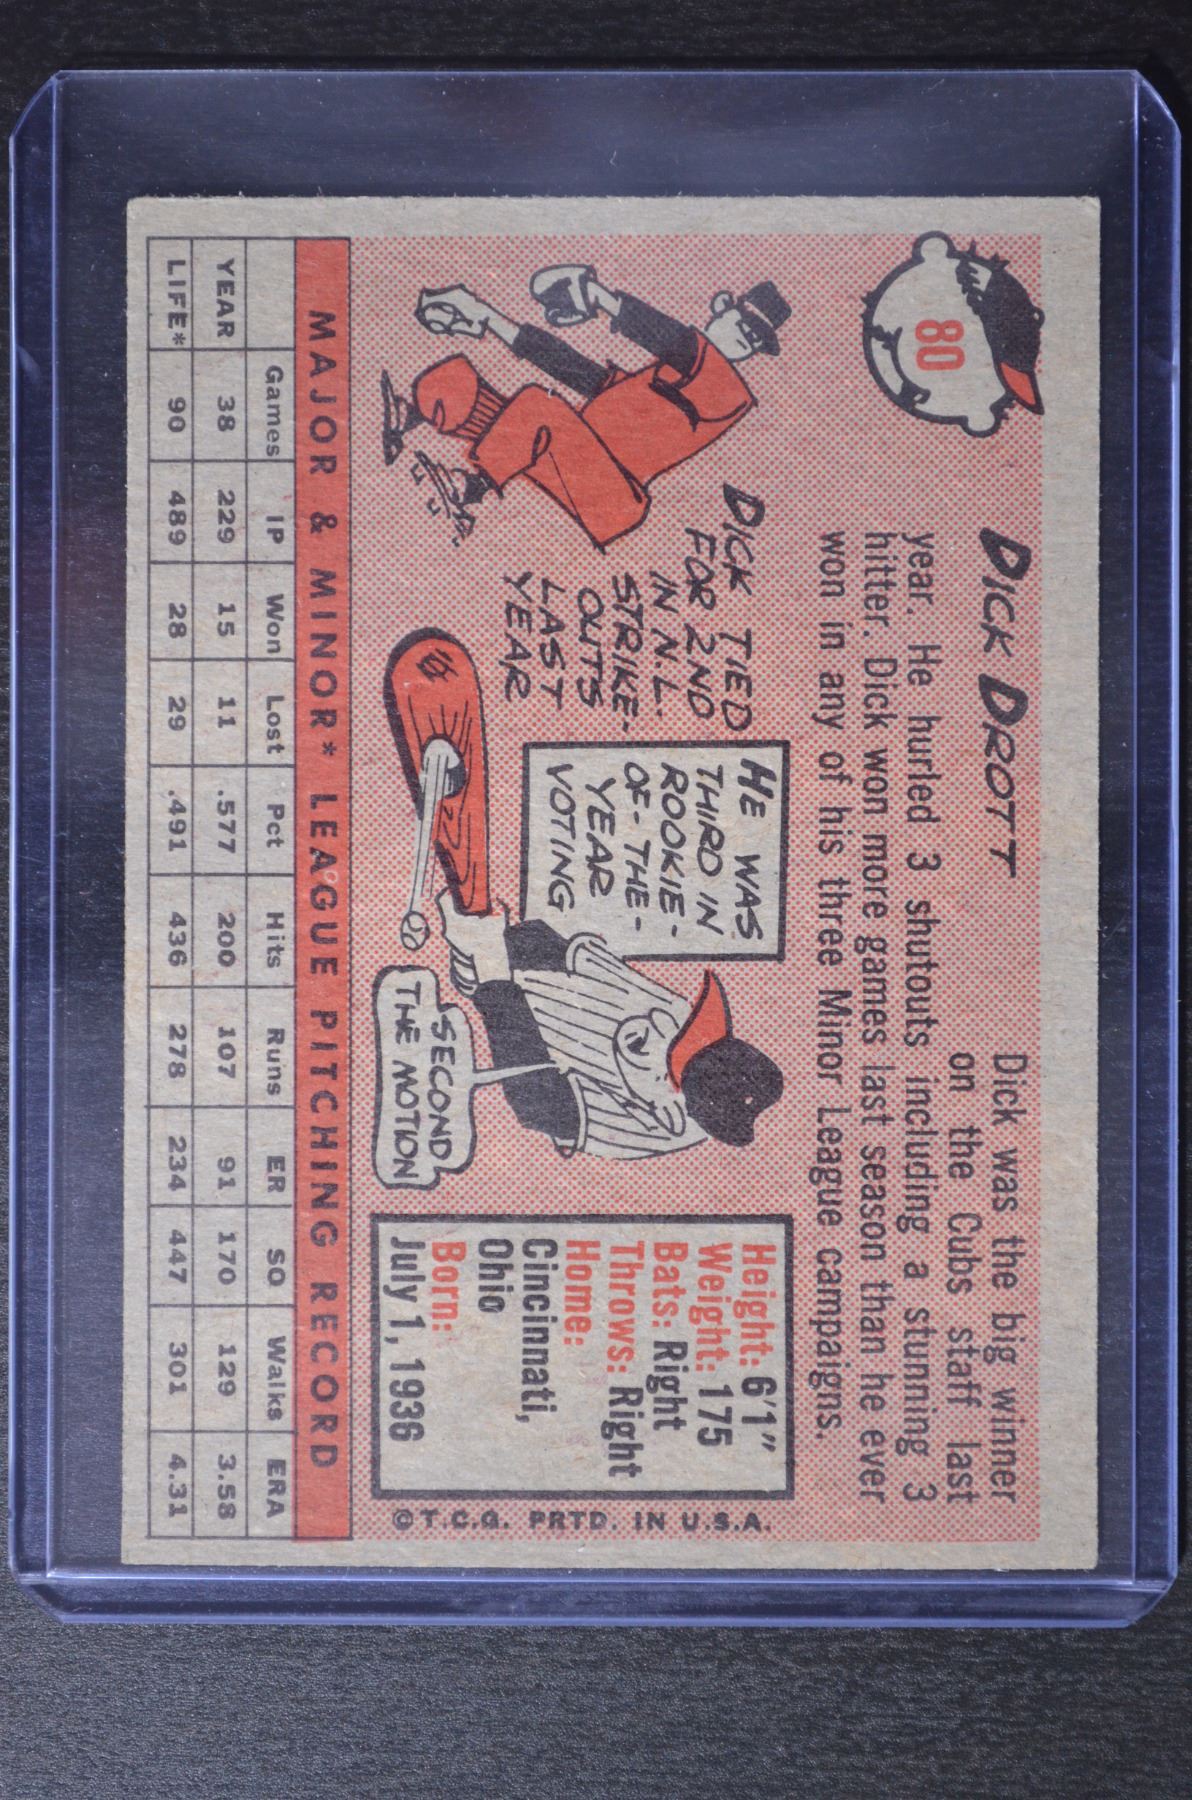 80
DICK DROTT
Dick was the big winner
on the Cubs staff last
year. He hurled 3 shutouts including a stunning 3
hitter. Dick won more games last season than he ever
won in any of his three Minor League campaigns.
DICK TIED
FOR 2ND
IN N.L.
STRIKE-
OUTS
LAST
YEAR
HE WAS
THIRD IN
ROOKIE-
OF-THE-
YEAR
VOTING
SECOND
THE MOTION
Height: 6'1"
Weight: 175
Bats: Right
Throws: Right
Home:
Cincinnati,
Ohio
Born:
July 1, 1936
©T.C.G. PRTD. IN U.S.A.
MAJOR & MINOR* LEAGUE PITCHING RECORD
Games IP Won Lost Pct Hits Runs ER SO Walks ERA
YEAR 38 229 15 11 .577 200 107 91 170 129 3.58
LIFE* 90 489 28 29 .491 436 278 234 447 301 4.31